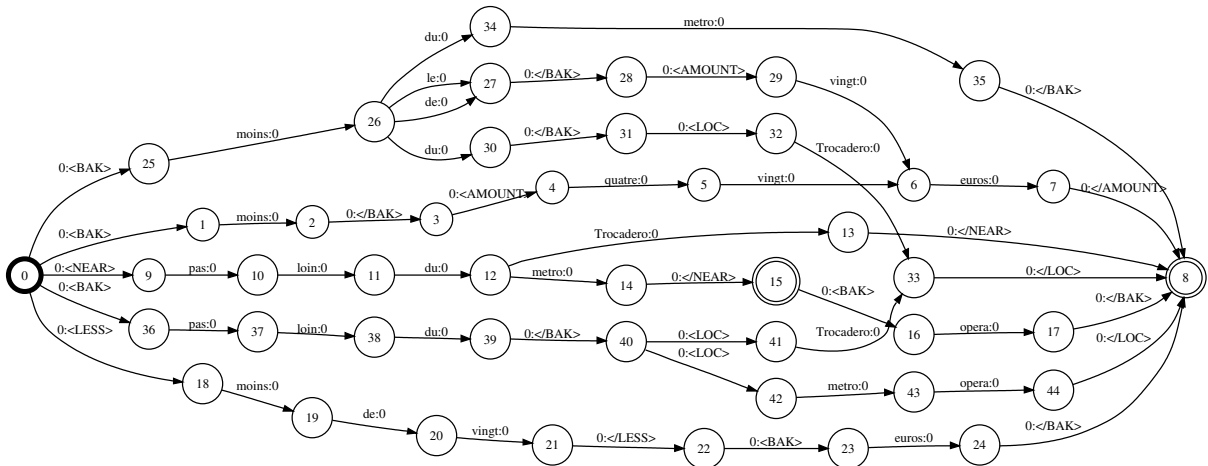 34
metro:0
du:0
35
27
0:</BAK>
28
0:<AMOUNT>
29
le:0
vingt:0
0:</BAK>
de:0
26
moins:0
30
0:</BAK>
31
0:<LOC>
32
du:0
25
Trocadero:0
0:<BAK>
4
quatre:0
5
vingt:0
6
euros:0
7
0:</AMOUNT>
0:<AMOUNT>
1
moins:0
2
0:</BAK>
3
0:<BAK>
Trocadero:0
13
0:</NEAR>
0
0:<NEAR>
9
pas:0
10
loin:0
11
du:0
12
metro:0
14
0:</NEAR>
15
0:<BAK>
33
0:</LOC>
8
0:<BAK>
0:</BAK>
36
pas:0
37
loin:0
38
du:0
39
0:</BAK>
40
0:<LOC>
41
Trocadero:0
16
opera:0
17
0:<LESS>
0:<LOC>
0:</LOC>
18
moins:0
42
metro:0
43
opera:0
44
19
de:0
20
vingt:0
21
0:</LESS>
22
0:<BAK>
23
euros:0
24
0:</BAK>